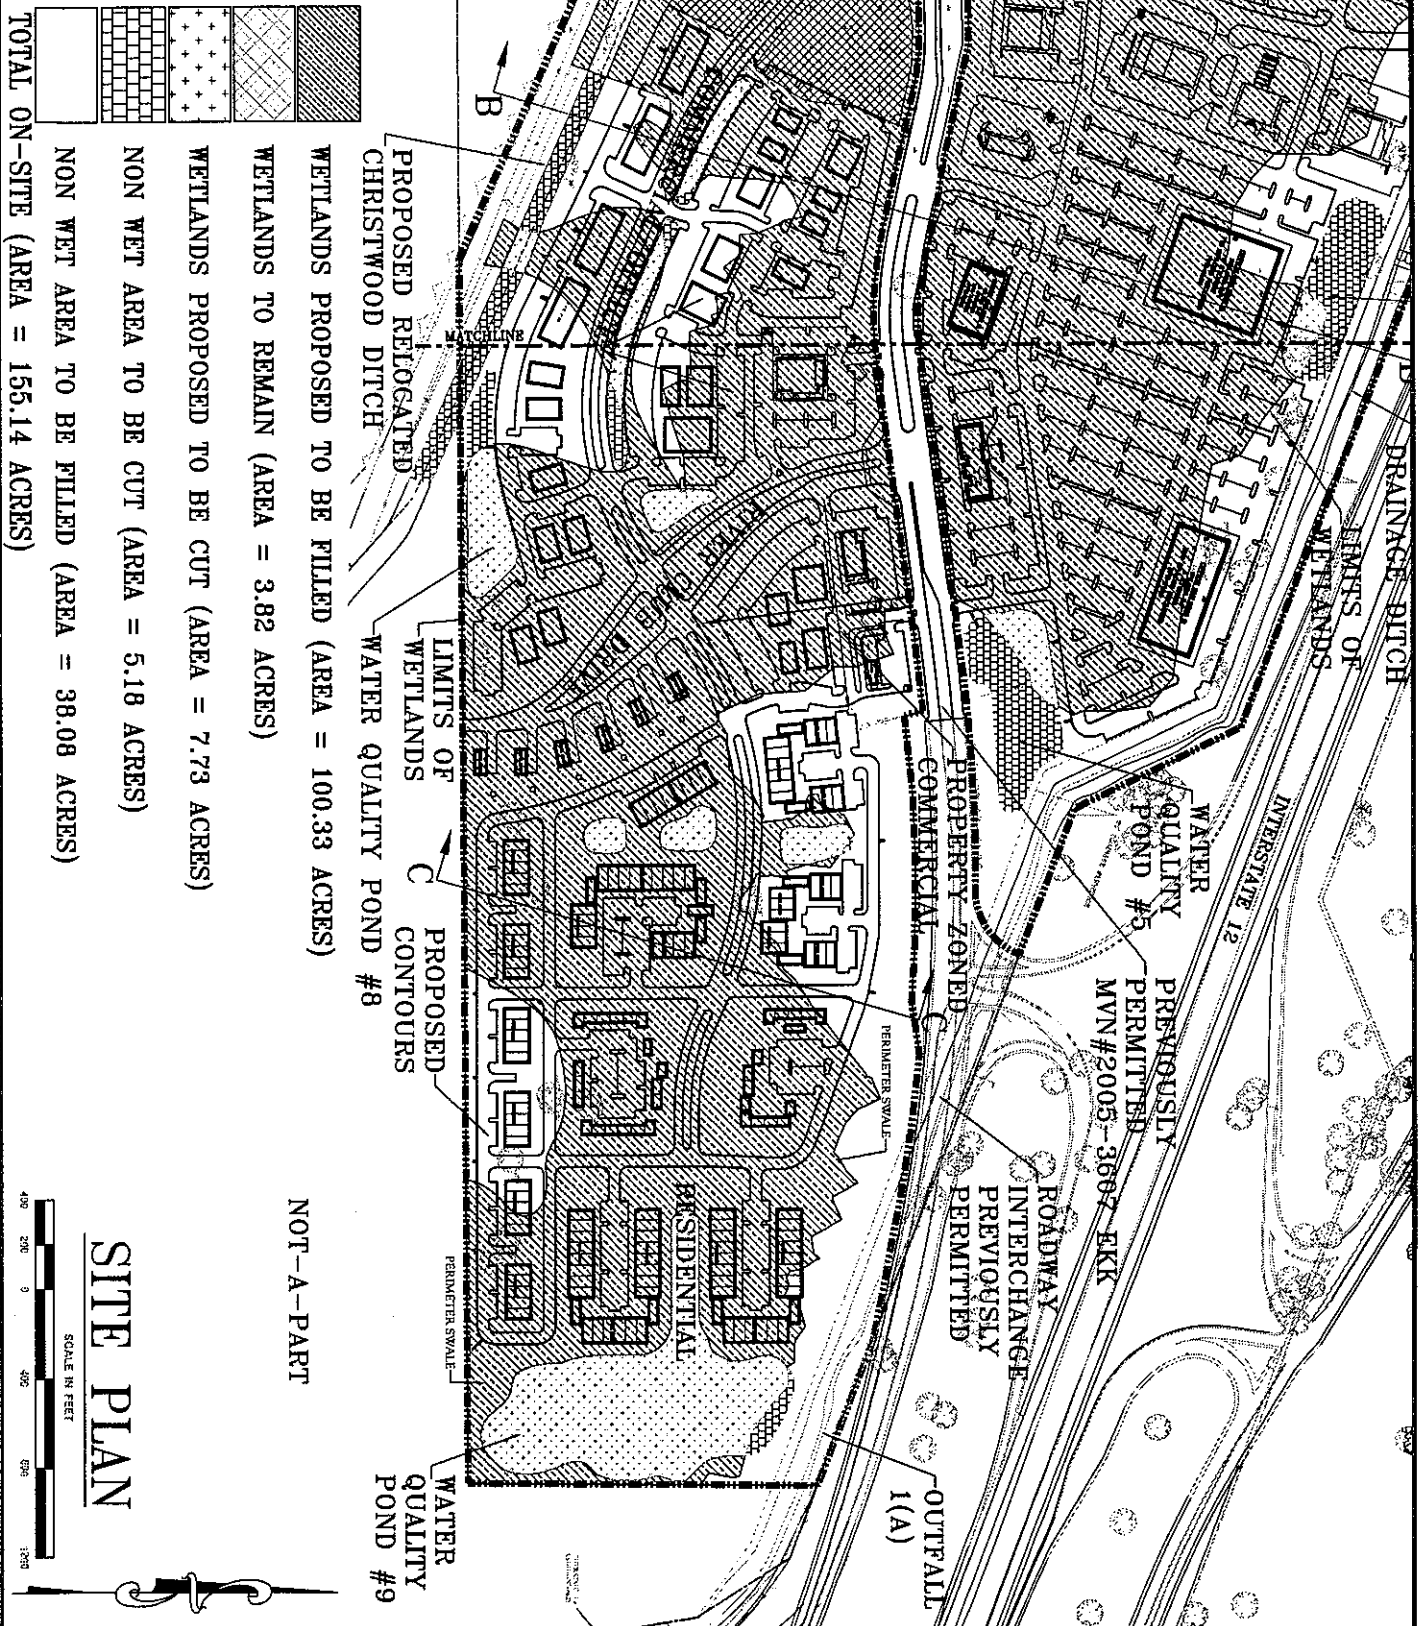 DRAINAGE DITCH
LIMITS OF
WETLANDS
INTERSTATE 12
WATER
QUALITY
POND #5
PREVIOUSLY
PERMITTED
MVN#2005-3607 EKK
PROPERTY ZONED
COMMERCIAL
C
ROADWAY
INTERCHANGE
PREVIOUSLY
PERMITTED
OUTFALL
1(A)
PERIMETER SWALE
RIVER CLUB DRIVE
RESIDENTIAL
MATCHLINE
B
PROPOSED RELOCATED
CHRISTWOOD DITCH
LIMITS OF
WETLANDS
WATER QUALITY POND #8
C
PROPOSED
CONTOURS
PERIMETER SWALE
WATER
QUALITY
POND #9
WETLANDS PROPOSED TO BE FILLED (AREA = 100.33 ACRES)
WETLANDS TO REMAIN (AREA = 3.82 ACRES)
WETLANDS PROPOSED TO BE CUT (AREA = 7.73 ACRES)
NON WET AREA TO BE CUT (AREA = 5.18 ACRES)
NON WET AREA TO BE FILLED (AREA = 38.08 ACRES)
TOTAL ON-SITE (AREA = 155.14 ACRES)
NOT-A-PART
SITE PLAN
SCALE IN FEET
400 200 0 400 800 1200